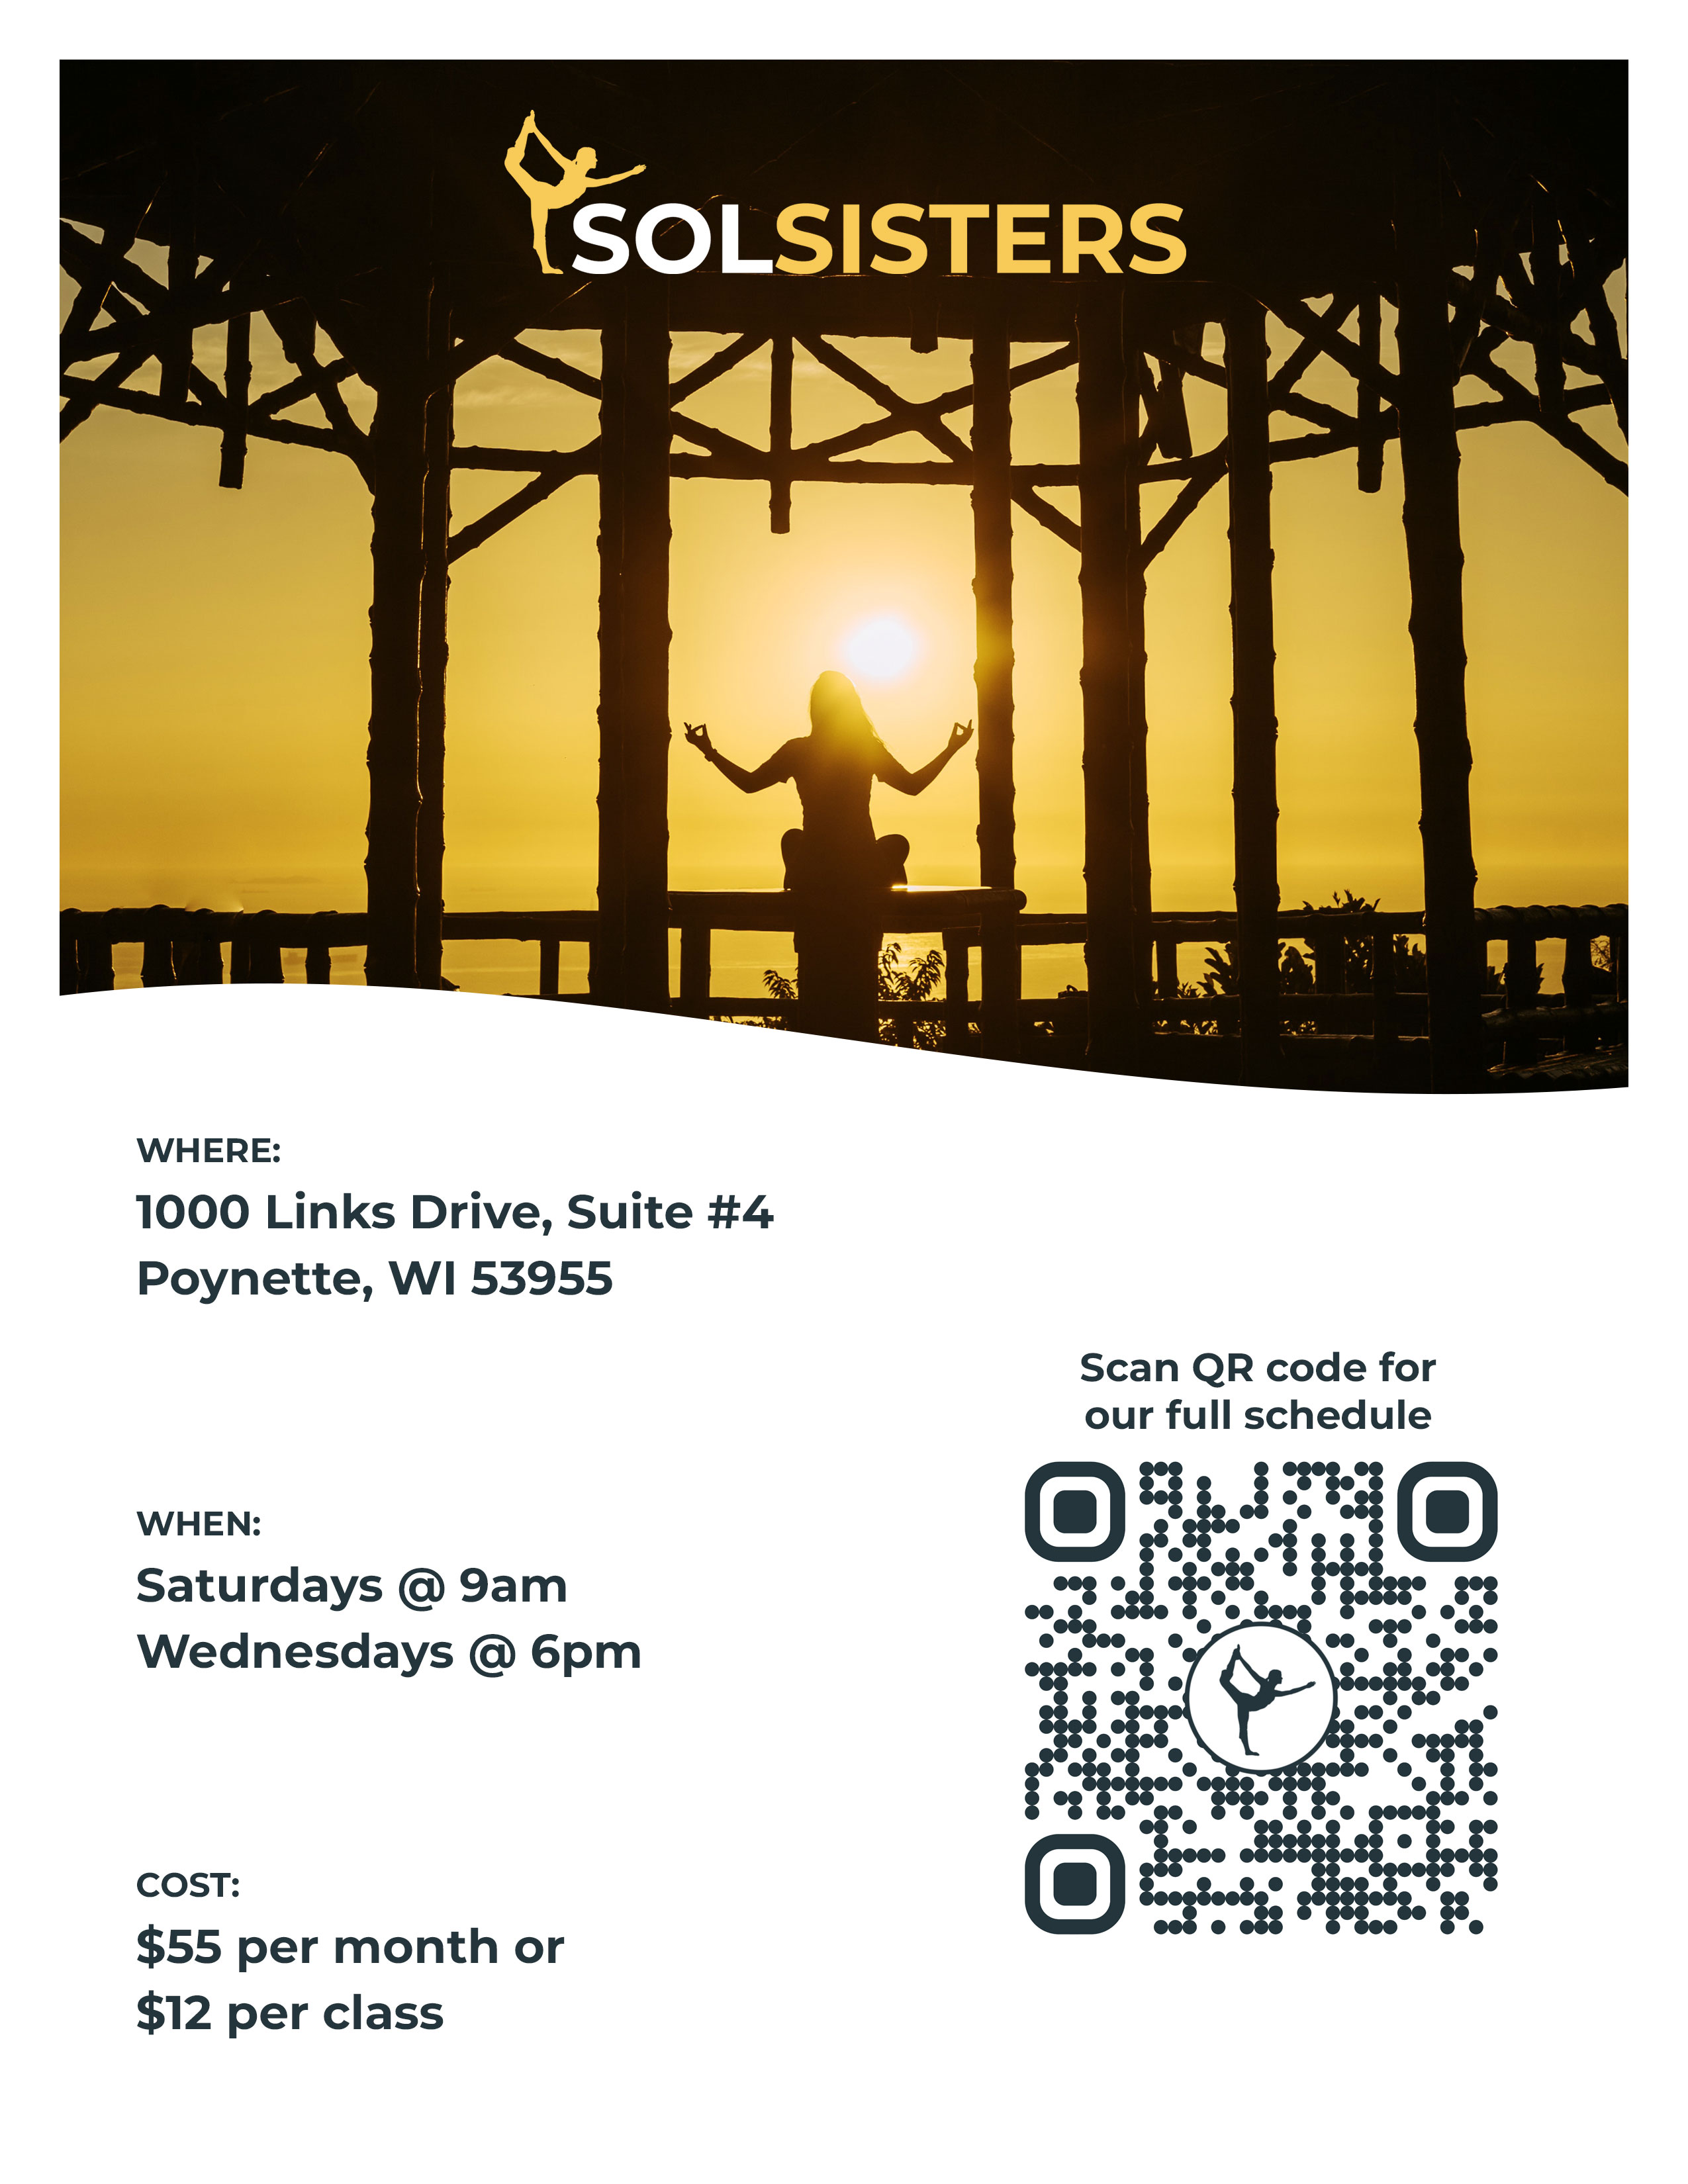 SOLSISTERS
WHERE:
1000 Links Drive, Suite #4
Poynette, WI 53955
Scan QR code for
our full schedule
WHEN:
Saturdays @ 9am
Wednesdays @ 6pm
COST:
$55 per month or
$12 per class